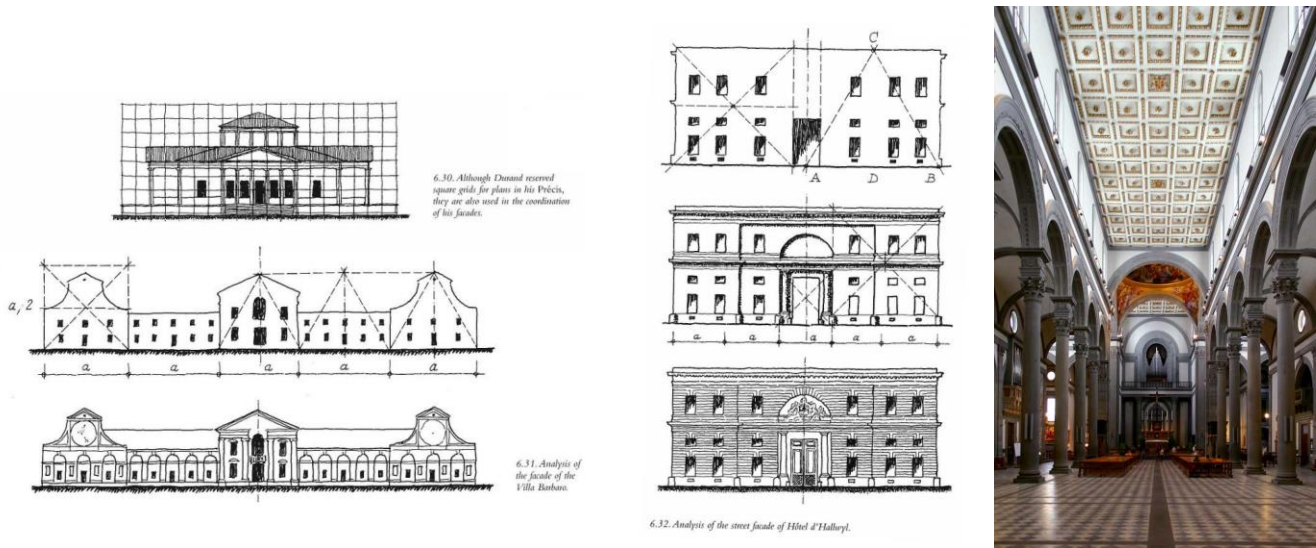 6.30. Although Durand reserved
square grids for plans in his Précis,
they are also used in the coordination
of his facades.
a/2
a a a a a
6.31. Analysis of
the facade of the
Villa Barbaro.
C
A D B
a a a a a
6.32. Analysis of the street facade of Hôtel d'Hallwyl.